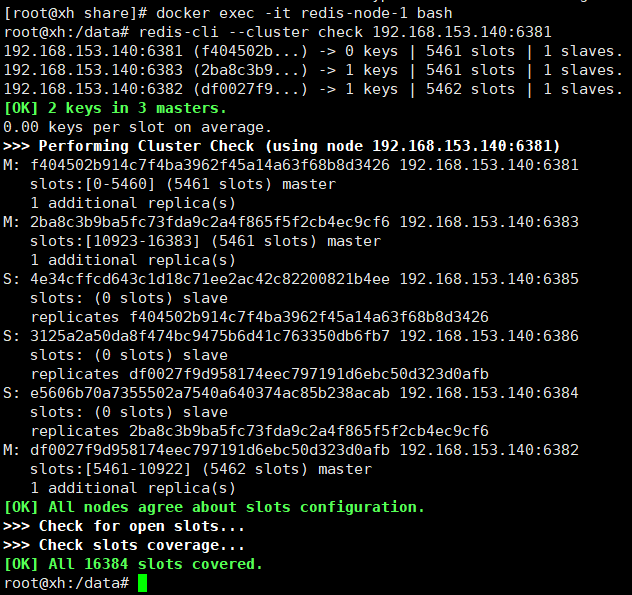 [root@xh share]# docker exec -it redis-node-1 bash
root@xh:/data# redis-cli --cluster check 192.168.153.140:6381
192.168.153.140:6381 (f404502b...) -> 0 keys | 5461 slots | 1 slaves.
192.168.153.140:6383 (2ba8c3b9...) -> 1 keys | 5461 slots | 1 slaves.
192.168.153.140:6382 (df0027f9...) -> 1 keys | 5462 slots | 1 slaves.
[OK] 2 keys in 3 masters.
0.00 keys per slot on average.
>>> Performing Cluster Check (using node 192.168.153.140:6381)
M: f404502b914c7f4ba3962f45a14a63f68b8d3426 192.168.153.140:6381
   slots:[0-5460] (5461 slots) master
   1 additional replica(s)
M: 2ba8c3b9ba5fc73fda9c2a4f865f5f2cb4ec9cf6 192.168.153.140:6383
   slots:[10923-16383] (5461 slots) master
   1 additional replica(s)
S: 4e34cffcd643c1d18c71ee2ac42c82200821b4ee 192.168.153.140:6385
   slots: (0 slots) slave
   replicates f404502b914c7f4ba3962f45a14a63f68b8d3426
S: 3125a2a50da8f474bc9475b6d41c763350db6fb7 192.168.153.140:6386
   slots: (0 slots) slave
   replicates df0027f9d958174eec797191d6ebc50d323d0afb
S: e5606b70a7355502a7540a640374ac85b238acab 192.168.153.140:6384
   slots: (0 slots) slave
   replicates 2ba8c3b9ba5fc73fda9c2a4f865f5f2cb4ec9cf6
M: df0027f9d958174eec797191d6ebc50d323d0afb 192.168.153.140:6382
   slots:[5461-10922] (5462 slots) master
   1 additional replica(s)
[OK] All nodes agree about slots configuration.
>>> Check for open slots...
>>> Check slots coverage...
[OK] All 16384 slots covered.
root@xh:/data#